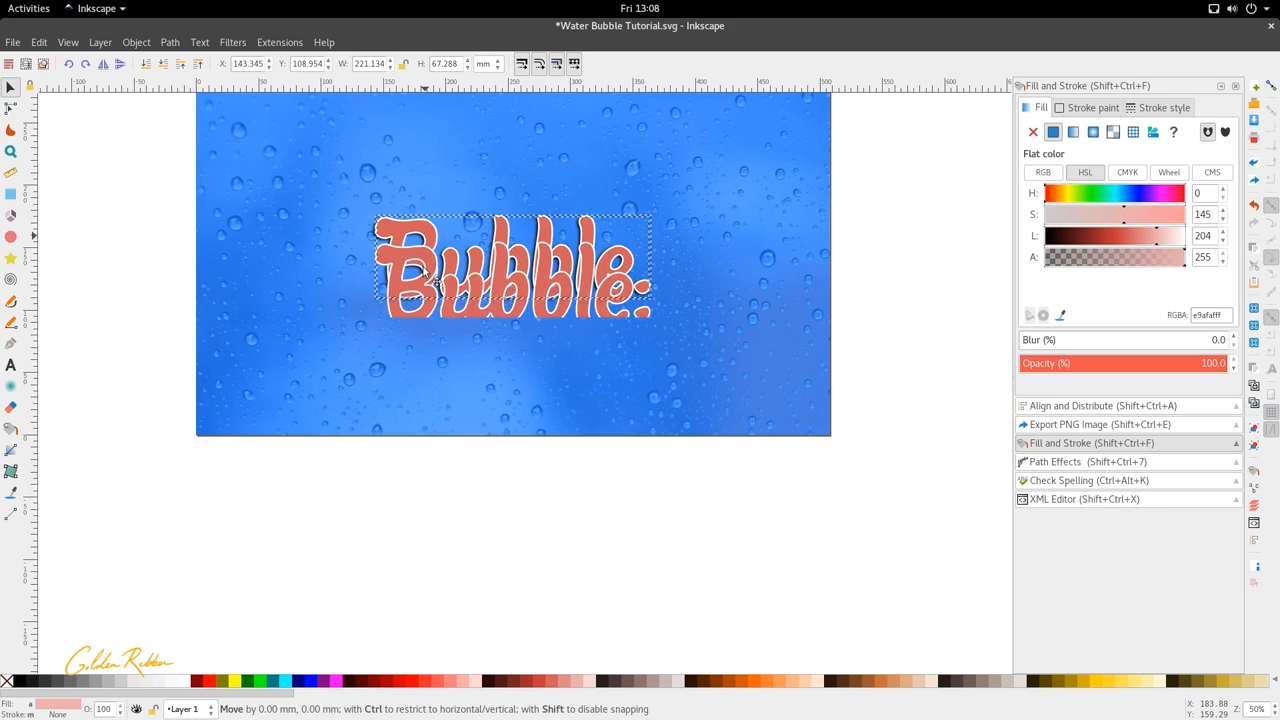 Activities Inkscape Fri 13:08
*Water Bubble Tutorial.svg - Inkscape
File Edit View Layer Object Path Text Filters Extensions Help
X: 143.345 Y: 108.954 W: 221.134 H: 67.288 mm
Fill and Stroke (Shift+Ctrl+F)
Fill Stroke paint Stroke style
?
Flat color
RGB HSL CMYK Wheel CMS
H: 0
S: 145
L: 204
A: 255
RGBA: e9afafff
Blur (%) 0.0
Opacity (%) 100.0
Align and Distribute (Shift+Ctrl+A)
Export PNG Image (Shift+Ctrl+E)
Fill and Stroke (Shift+Ctrl+F)
Path Effects (Shift+Ctrl+7)
Check Spelling (Ctrl+Alt+K)
XML Editor (Shift+Ctrl+X)
Bubble.
Bubble.
Golden Ribbon
Fill: a O: 100 •Layer 1 Move by 0.00 mm, 0.00 mm; with Ctrl to restrict to horizontal/vertical; with Shift to disable snapping X: 183.88 Z: 50%
Stroke: m None Y: 159.29